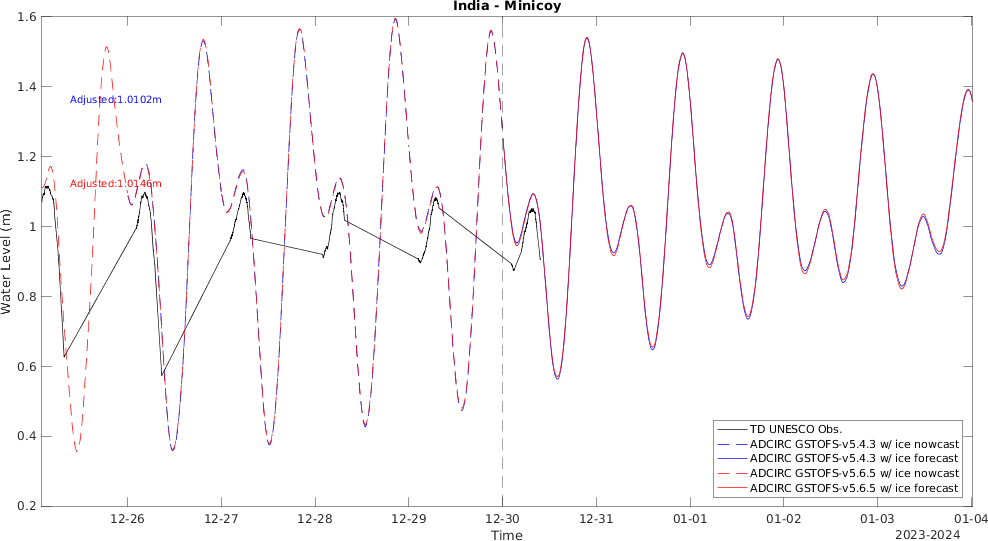 India - Minicoy
1.6
1.4
1.2
1
0.8
0.6
0.4
0.2
Water Level (m)
Adjusted:1.0102m
Adjusted:1.0146m
TD UNESCO Obs.
ADCIRC GSTOFS-v5.4.3 w/ ice nowcast
ADCIRC GSTOFS-v5.4.3 w/ ice forecast
ADCIRC GSTOFS-v5.6.5 w/ ice nowcast
ADCIRC GSTOFS-v5.6.5 w/ ice forecast
12-26 12-27 12-28 12-29 12-30 12-31 01-01 01-02 01-03 01-04
Time
2023-2024